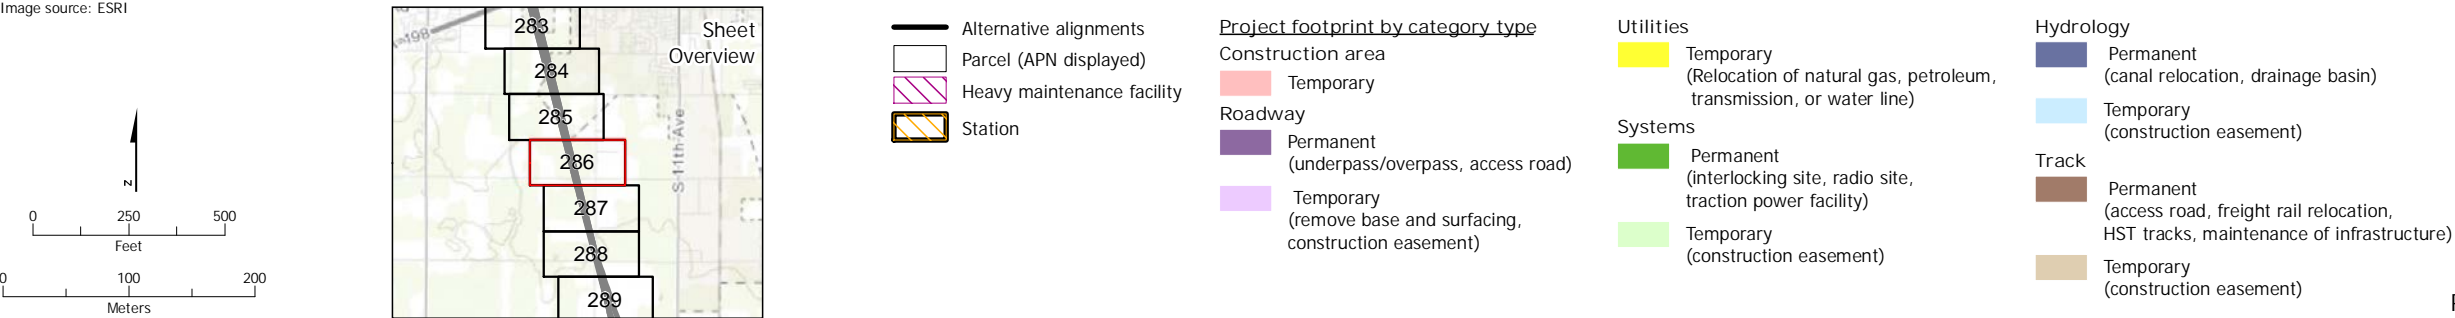 Image source: ESRI
N
0 250 500
Feet
0 100 200
Meters
Sheet
Overview
-198
283
284
285
286
287
288
289
S 11th Ave
Alternative alignments
Parcel (APN displayed)
Heavy maintenance facility
Station
Project footprint by category type
Construction area
Temporary
Roadway
Permanent
(underpass/overpass, access road)
Temporary
(remove base and surfacing,
construction easement)
Utilities
Temporary
(Relocation of natural gas, petroleum,
transmission, or water line)
Systems
Permanent
(interlocking site, radio site,
traction power facility)
Temporary
(construction easement)
Hydrology
Permanent
(canal relocation, drainage basin)
Temporary
(construction easement)
Track
Permanent
(access road, freight rail relocation,
HST tracks, maintenance of infrastructure)
Temporary
(construction easement)